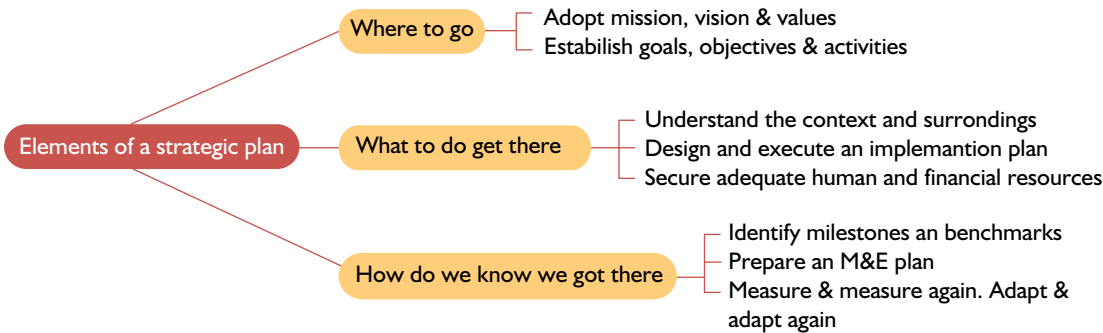 Elements of a strategic plan
Where to go
Adopt mission, vision & values
Estabilish goals, objectives & activities
What to do get there
Understand the context and surrondings
Design and execute an implemantion plan
Secure adequate human and financial resources
How do we know we got there
Identify milestones an benchmarks
Prepare an M&E plan
Measure & measure again. Adapt &
adapt again